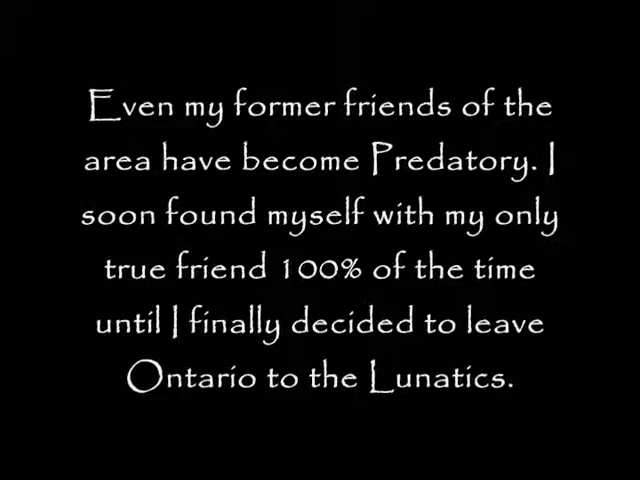 Even my former friends of the
area have become Predatory. I
soon found myself with my only
true friend 100% of the time
until I finally decided to leave
Ontario to the Lunatics.